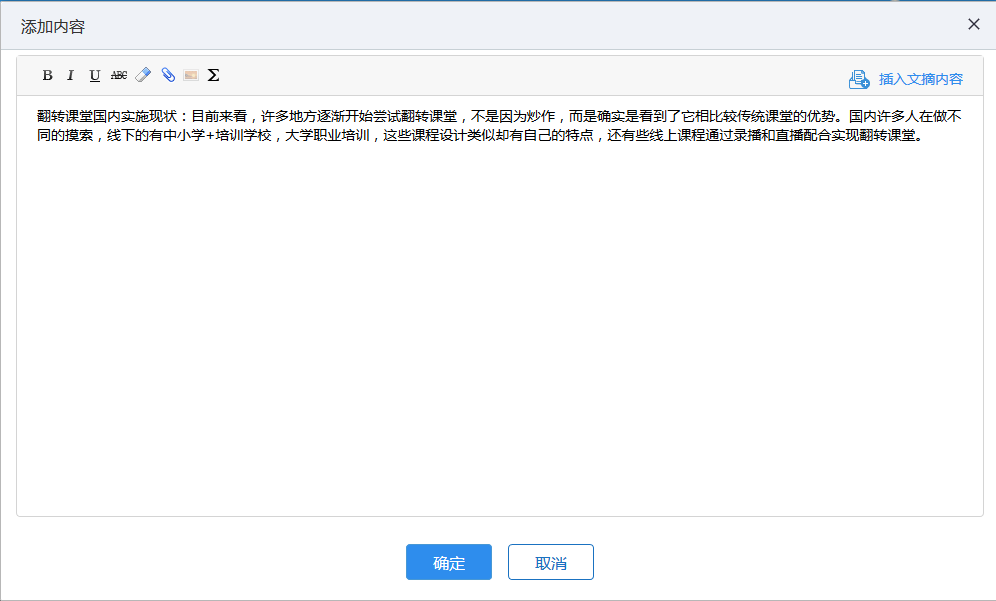 添加内容
B I U ABC Σ
插入文摘内容
翻转课堂国内实施现状：目前来看，许多地方逐渐开始尝试翻转课堂，不是因为炒作，而是确实是看到了它相比较传统课堂的优势。国内许多人在做不
同的摸索，线下的有中小学+培训学校，大学职业培训，这些课程设计类似却有自己的特点，还有些线上课程通过录播和直播配合实现翻转课堂。
确定
取消